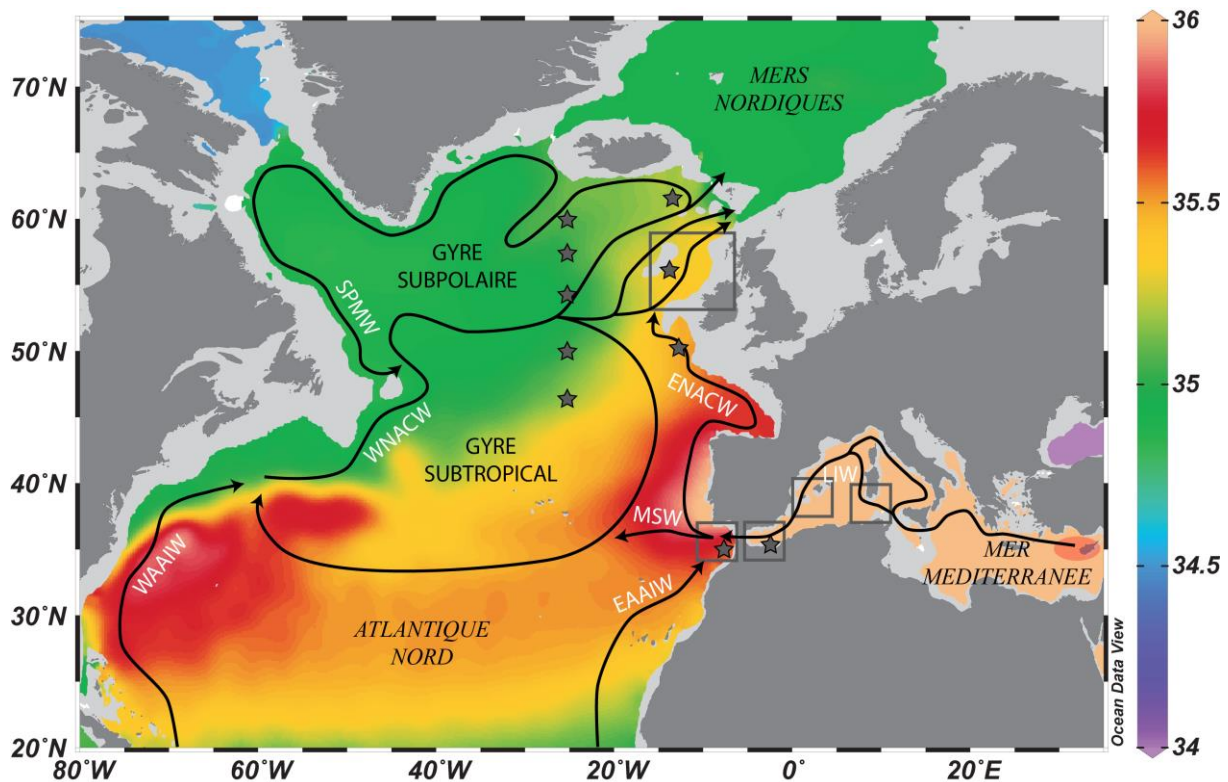 70°N
60°N
50°N
40°N
30°N
20°N
80°W
60°W
40°W
20°W
0°
20°E
MERS
NORDIQUES
GYRE
SUBPOLAIRE
SPMW
WNACW
ENACW
GYRE
SUBTROPICAL
LIW
MSW
MER
MEDITERRANEE
WAAIW
EAAIW
ATLANTIQUE
NORD
Ocean Data View
36
35.5
35
34.5
34